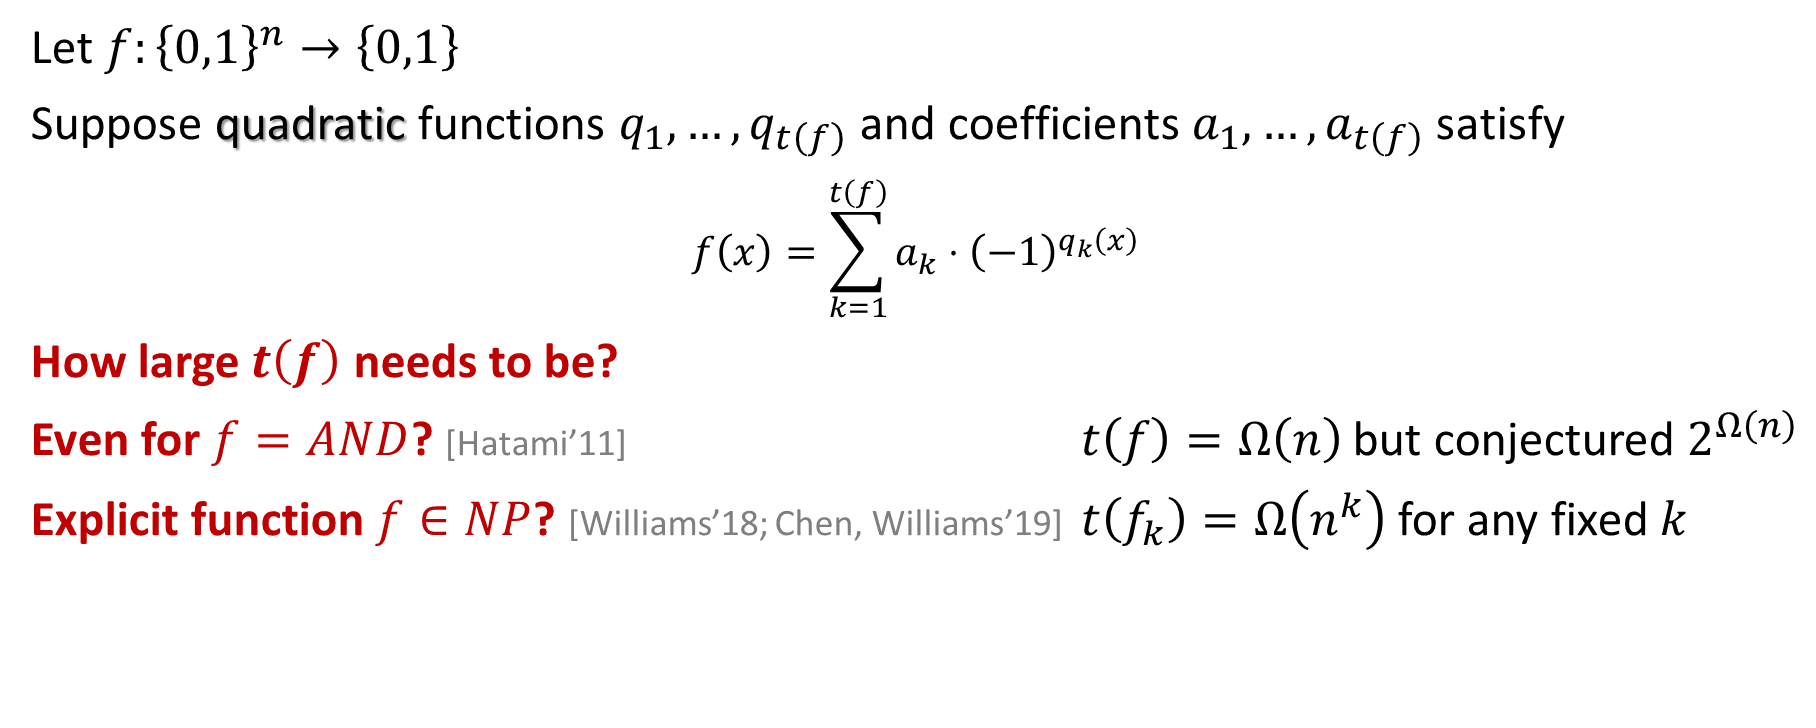 Let f: {0,1}ⁿ → {0,1}
Suppose quadratic functions q₁, … , q_{t(f)} and coefficients a₁, … , a_{t(f)} satisfy
f(x) = ∑_{k=1}^{t(f)} a_k · (−1)^{q_k(x)}
How large t(f) needs to be?
Even for f = AND? [Hatami’11] t(f) = Ω(n) but conjectured 2^{Ω(n)}
Explicit function f ∈ NP? [Williams’18; Chen, Williams’19] t(f_k) = Ω(n^k) for any fixed k